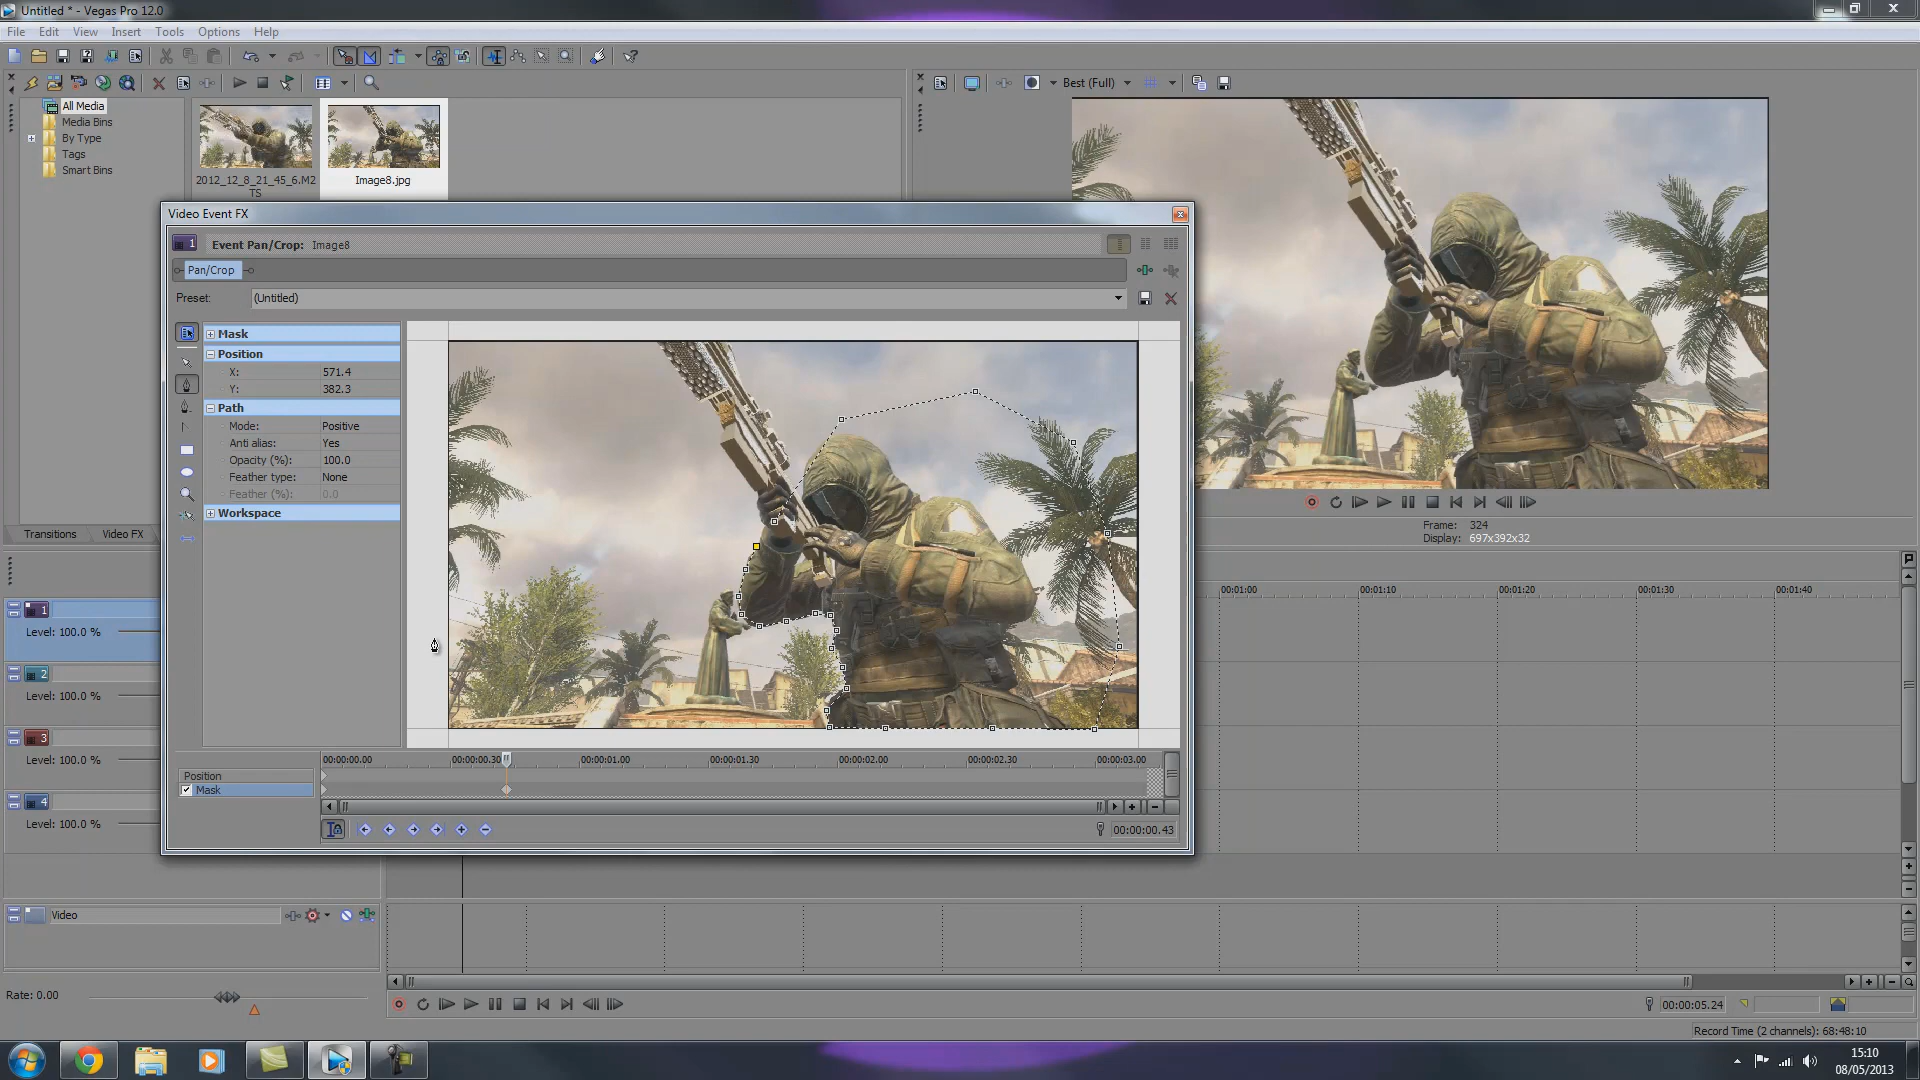 Untitled * - Vegas Pro 12.0
File Edit View Insert Tools Options Help
All Media
Media Bins
By Type
Tags
Smart Bins
2012_12_8_21_45_6.M2TS
Image8.jpg
Best (Full)
Video Event FX
1 Event Pan/Crop: Image8
Pan/Crop
Preset: (Untitled)
Mask
Position
X: 571.4
Y: 382.3
Path
Mode: Positive
Anti alias: Yes
Opacity (%): 100.0
Feather type: None
Feather (%): 0.0
Workspace
Transitions Video FX
Frame: 324
Display: 697x392x32
00:01:00 00:01:10 00:01:20 00:01:30 00:01:40
1
Level: 100.0 %
2
Level: 100.0 %
3
Level: 100.0 %
4
Level: 100.0 %
00:00:00.00 00:00:00.30 00:00:01.00 00:00:01.30 00:00:02.00 00:00:02.30 00:00:03.00
Position
Mask
00:00:00.43
Video
Rate: 0.00
00:00:05.24
Record Time (2 channels): 68:48:10
15:10
08/05/2013